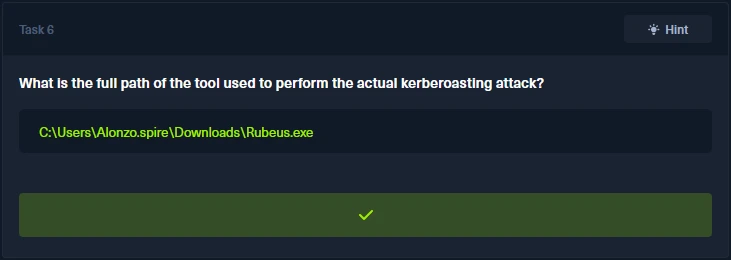 Task 6
Hint
What is the full path of the tool used to perform the actual kerberoasting attack?
C:\Users\Alonzo.spire\Downloads\Rubeus.exe